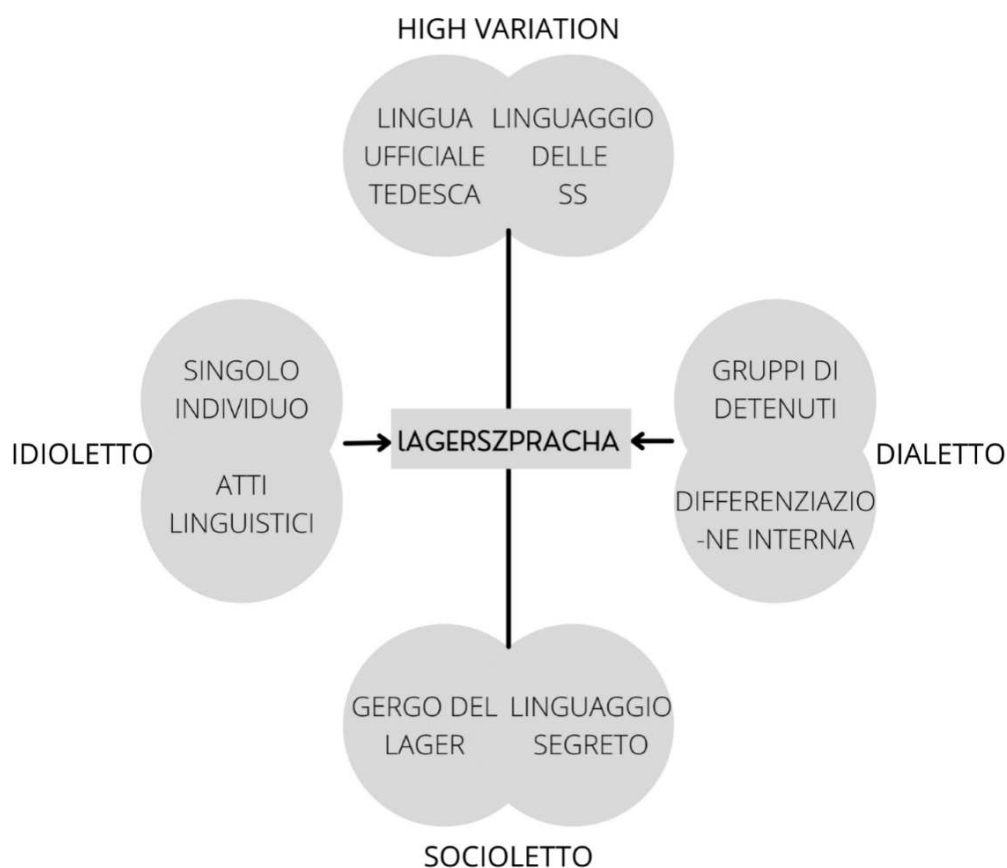 HIGH VARIATION
LINGUA
UFFICIALE
TEDESCA
LINGUAGGIO
DELLE
SS
IDIOLETTO
SINGOLO
INDIVIDUO
ATTI
LINGUISTICI
LAGERSZPRACHA
GRUPPI DI
DETENUTI
DIFFERENZIAZIO
-NE INTERNA
DIALETTO
GERGO DEL
LAGER
LINGUAGGIO
SEGRETO
SOCIOLETTO